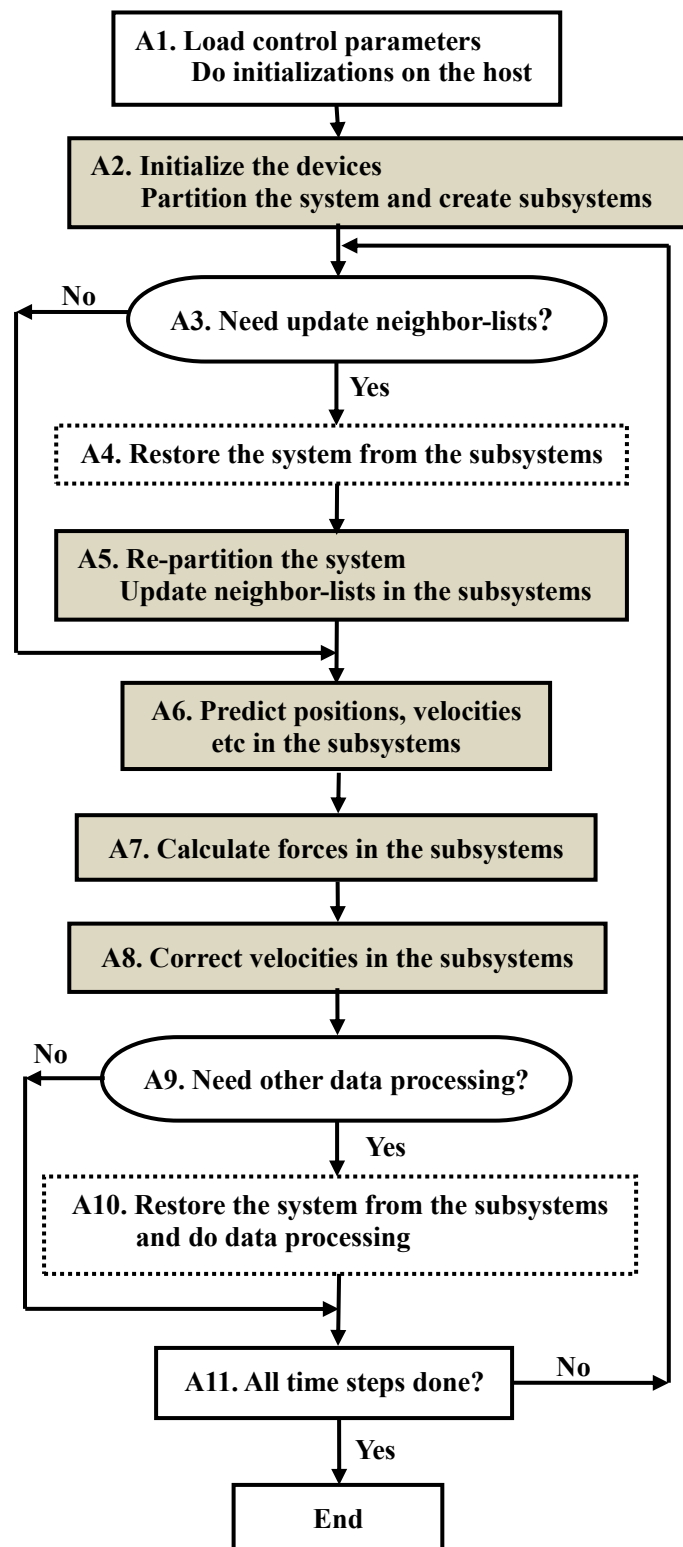 A1. Load control parameters
Do initializations on the host
A2. Initialize the devices
Partition the system and create subsystems
No
A3. Need update neighbor-lists?
Yes
A4. Restore the system from the subsystems
A5. Re-partition the system
Update neighbor-lists in the subsystems
A6. Predict positions, velocities
etc in the subsystems
A7. Calculate forces in the subsystems
A8. Correct velocities in the subsystems
No
A9. Need other data processing?
Yes
A10. Restore the system from the subsystems
and do data processing
A11. All time steps done?
No
Yes
End